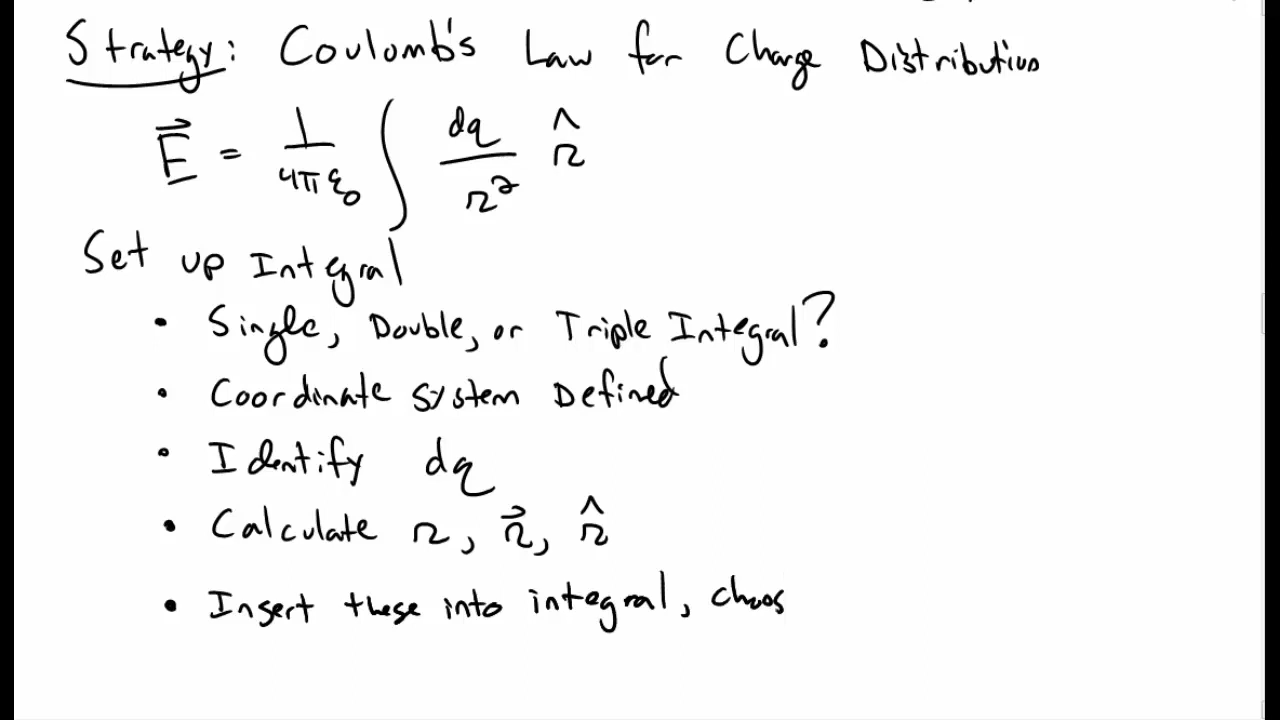 Strategy: Coulomb's Law for Charge Distribution
E⃗ = 1/4πε₀ ∫ dq/r² r̂
Set up Integral
• Single, Double, or Triple Integral?
• Coordinate System Defined
• Identify dq
• Calculate r, r⃗, r̂
• Insert these into integral, choos